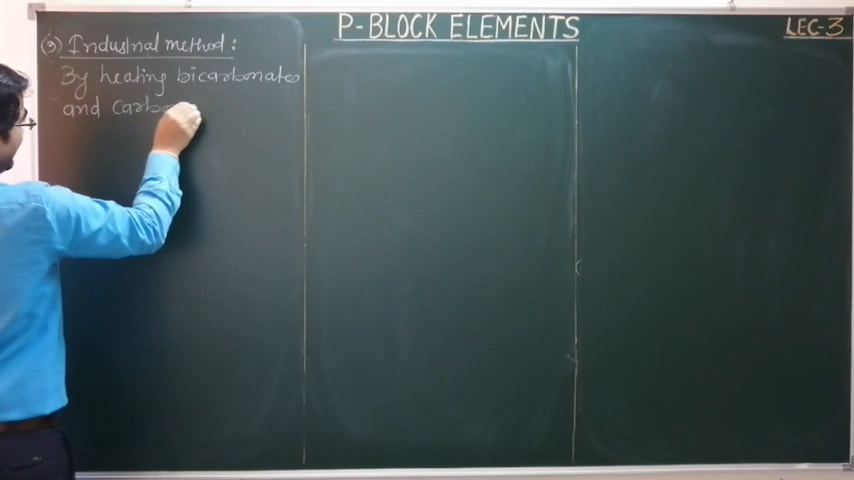 P-BLOCK ELEMENTS
LEC-3
(3) Industrial method:
By heating bicarbonates
and carbo